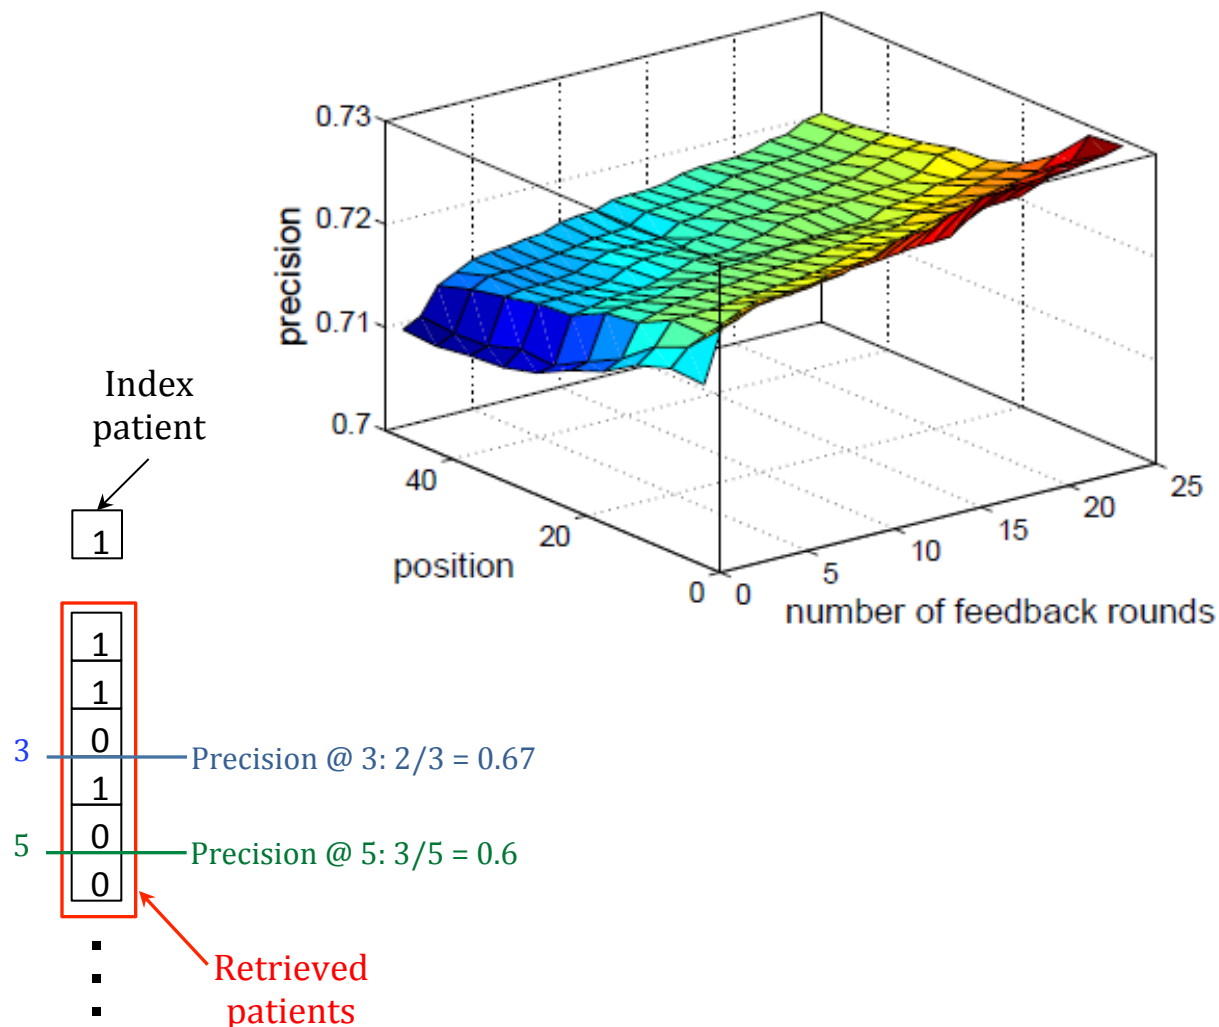 0.73
0.72
0.71
0.7
precision
40
20
0
position
0
5
10
15
20
25
number of feedback rounds
Index
patient
1
1
1
0
1
0
0
3
Precision @ 3: 2/3 = 0.67
5
Precision @ 5: 3/5 = 0.6
Retrieved
patients